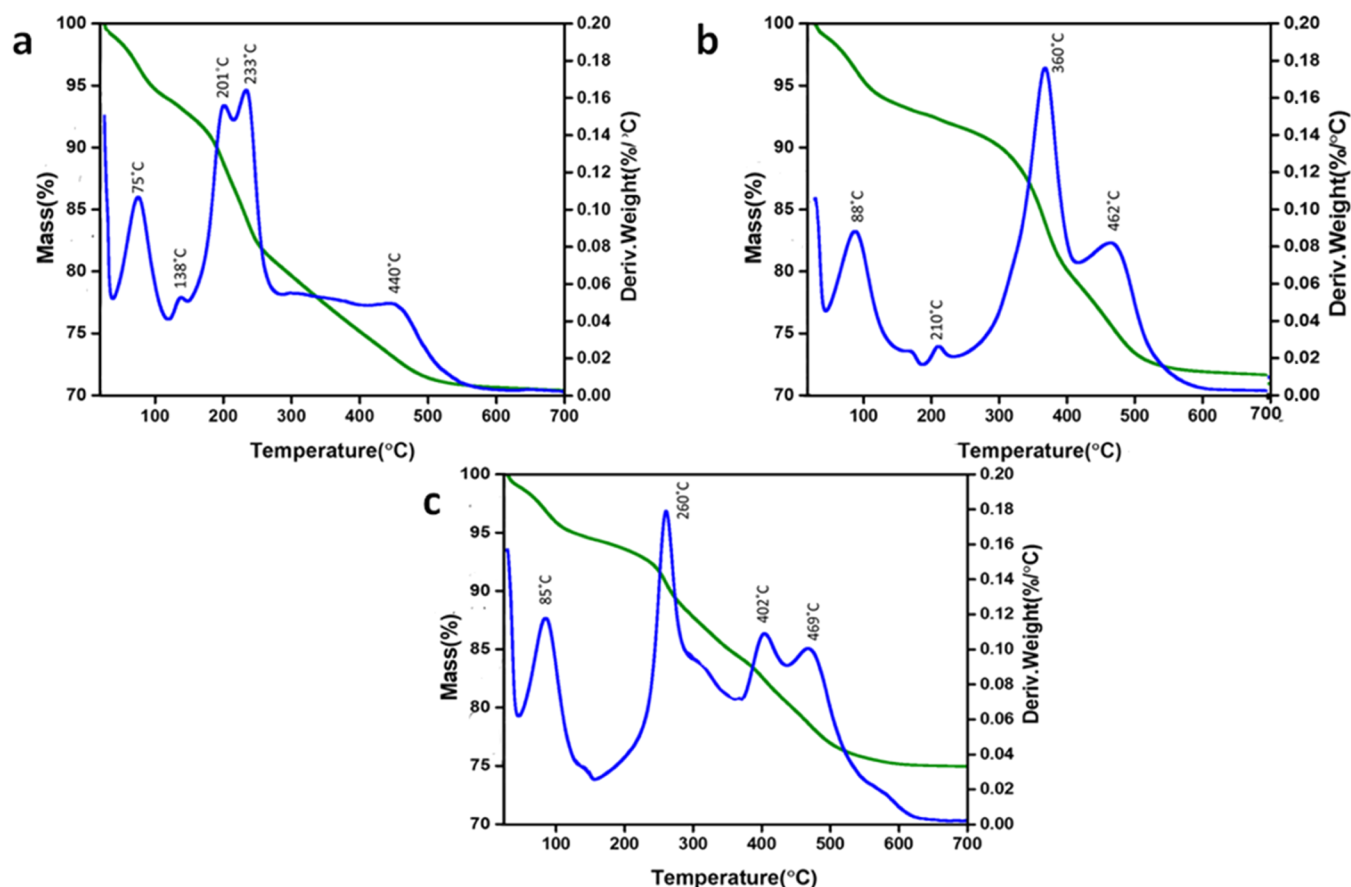 a
100
95
90
85
80
75
70
Mass(%)
75°C
138°C
201°C
233°C
440°C
0.20
0.18
0.16
0.14
0.12
0.10
0.08
0.06
0.04
0.02
0.00
Deriv.Weight(%/°C)
100 200 300 400 500 600 700
Temperature(°C)
b
100
95
90
85
80
75
70
Mass(%)
88°C
210°C
360°C
462°C
0.20
0.18
0.16
0.14
0.12
0.10
0.08
0.06
0.04
0.02
0.00
Deriv.Weight(%/°C)
100 200 300 400 500 600 700
Temperature(°C)
c
100
95
90
85
80
75
70
Mass(%)
85°C
260°C
402°C
469°C
0.20
0.18
0.16
0.14
0.12
0.10
0.08
0.06
0.04
0.02
0.00
Deriv.Weight(%/°C)
100 200 300 400 500 600 700
Temperature(°C)